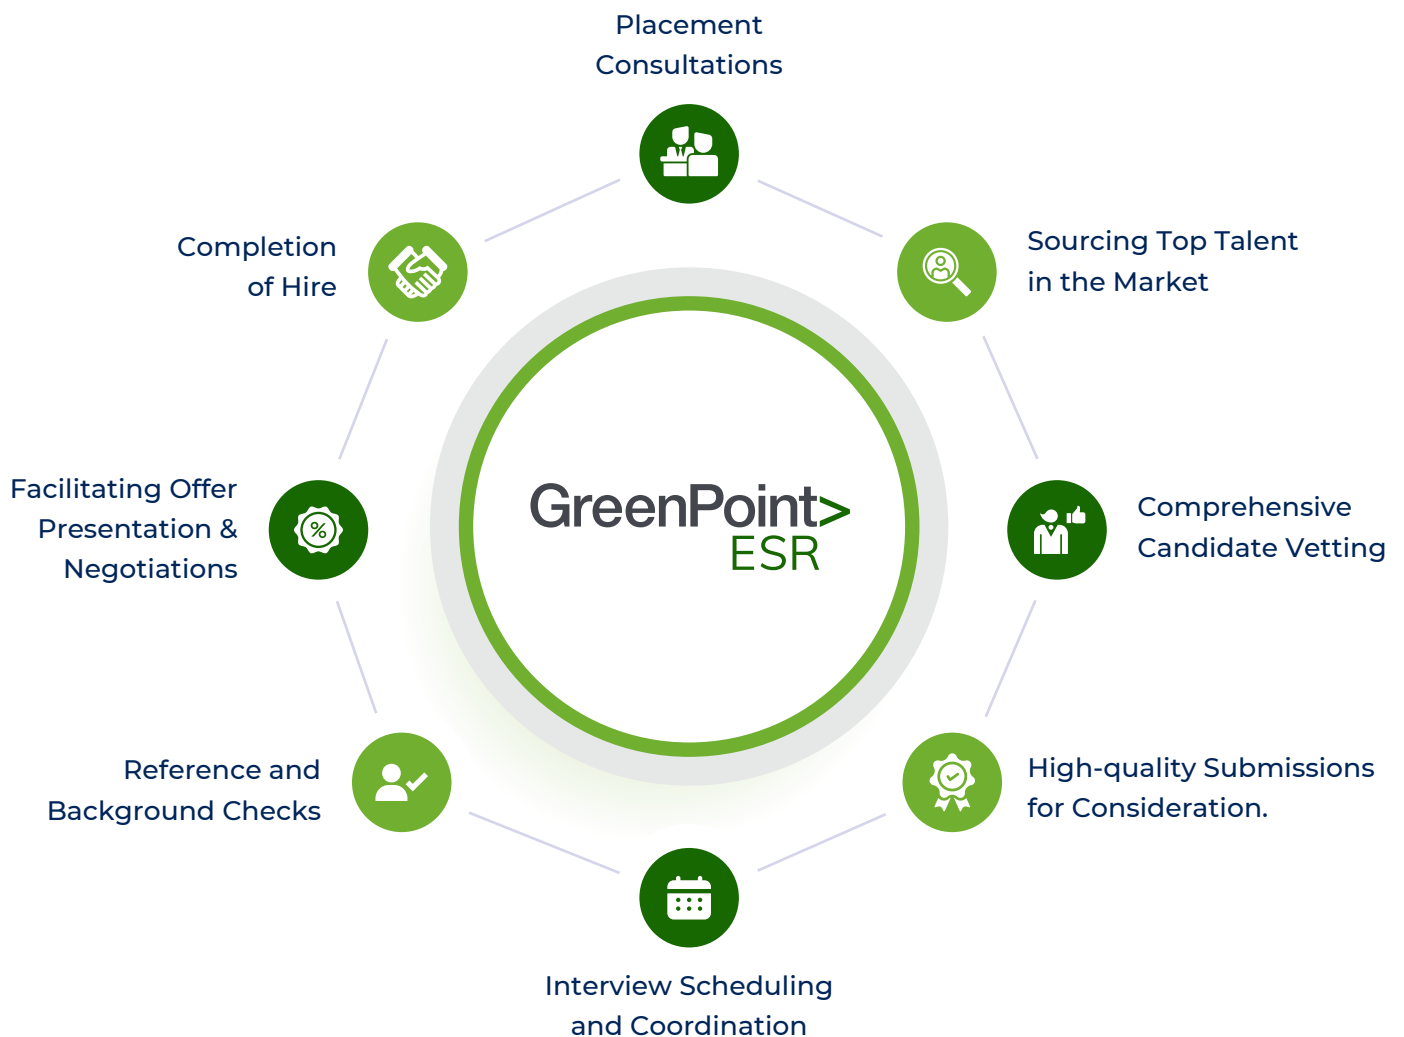 Placement
Consultations
Sourcing Top Talent
in the Market
Comprehensive
Candidate Vetting
High-quality Submissions
for Consideration.
Interview Scheduling
and Coordination
Reference and
Background Checks
Facilitating Offer
Presentation &
Negotiations
Completion
of Hire
GreenPoint>
ESR
%